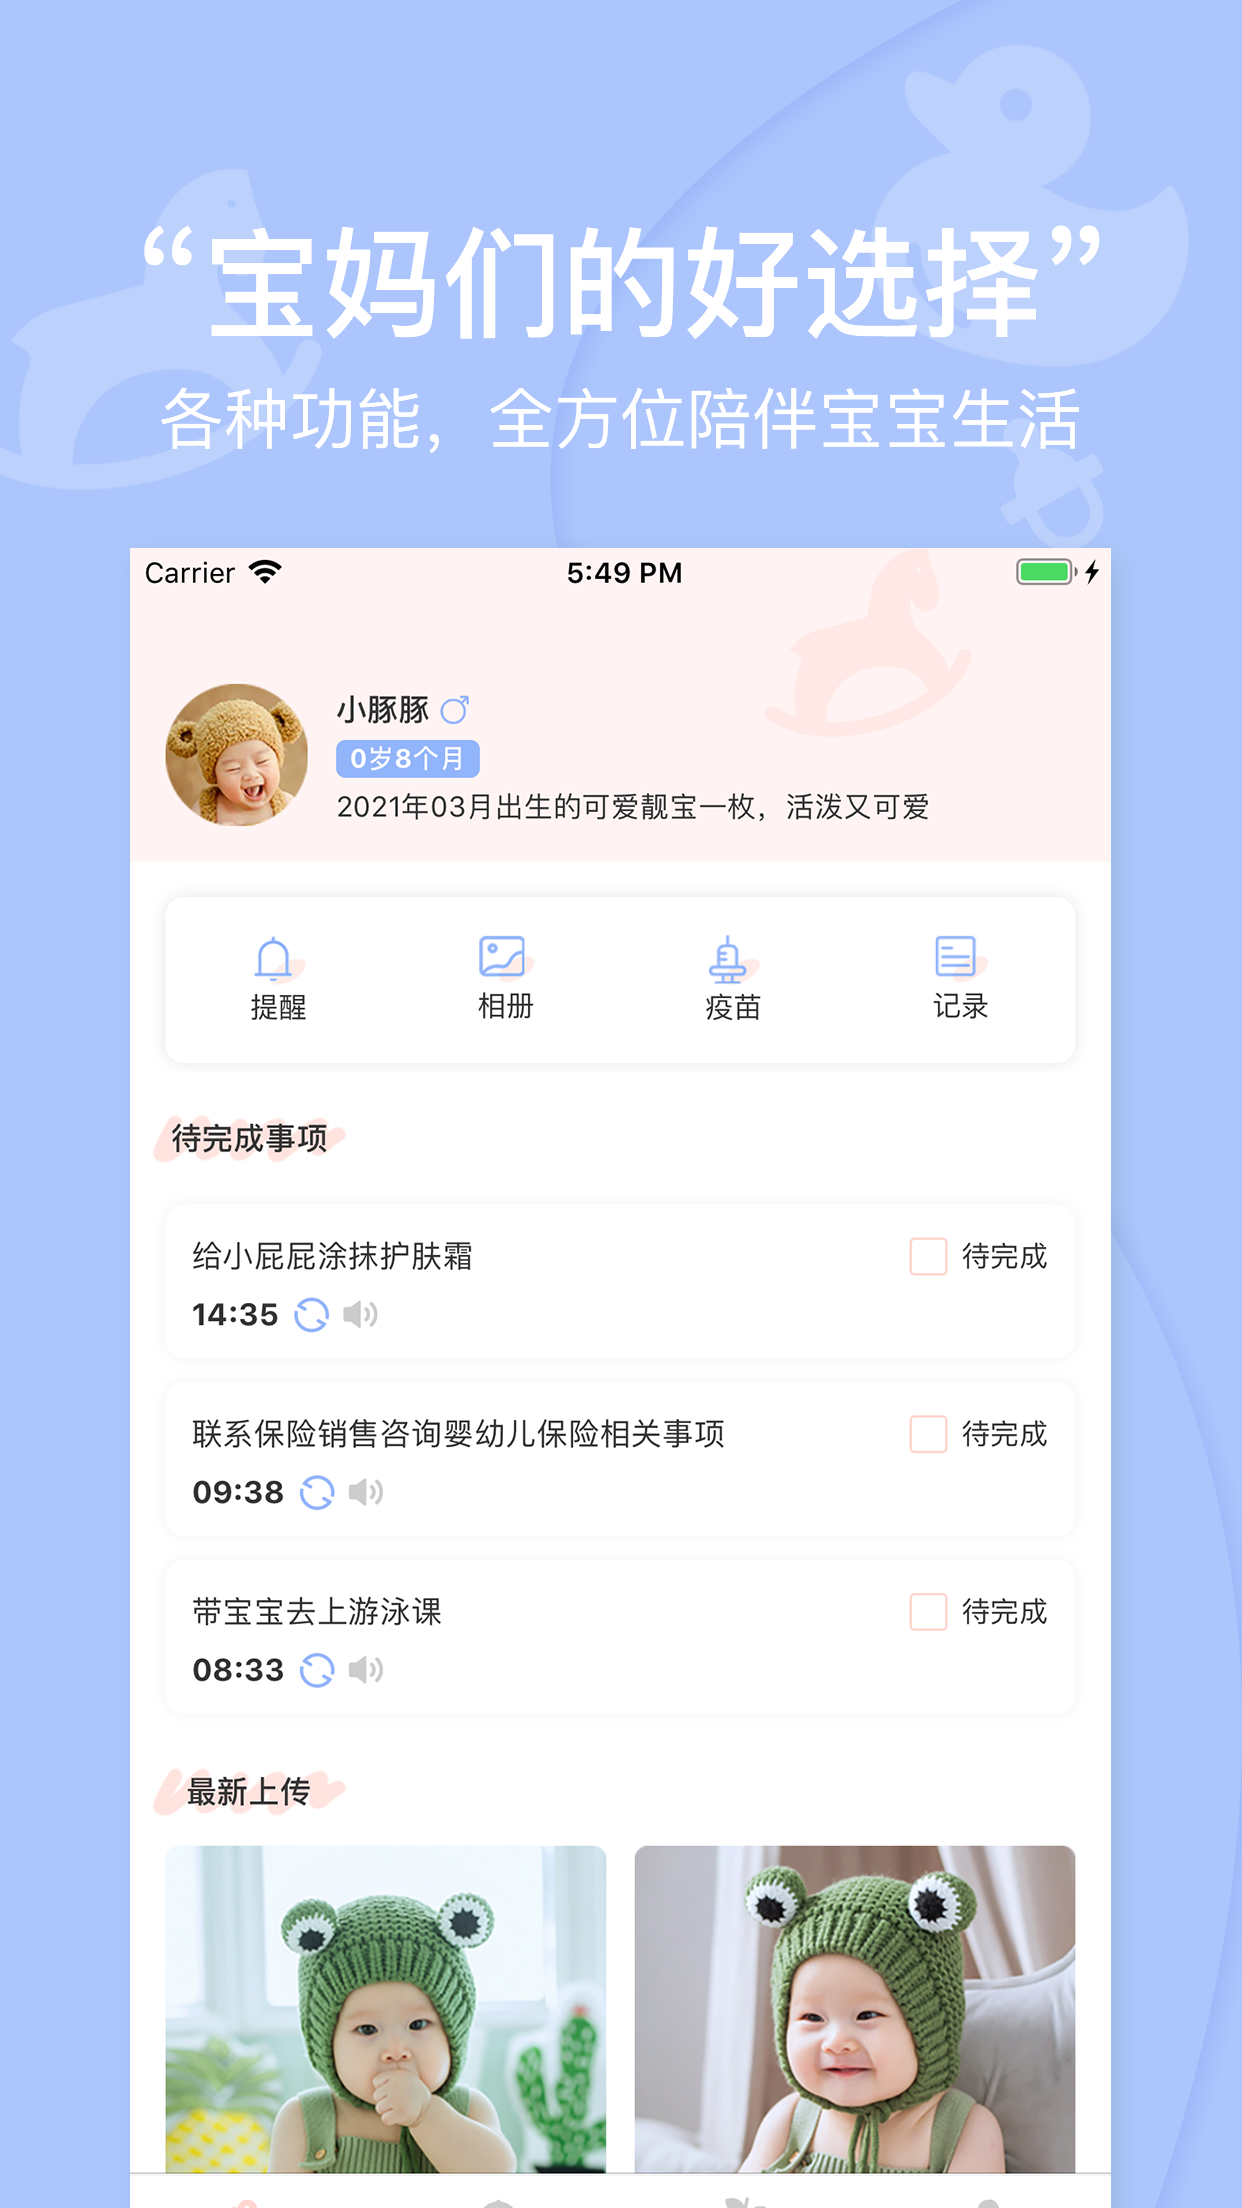 “宝妈们的好选择”
各种功能，全方位陪伴宝宝生活
Carrier 5:49 PM
小豚豚
0岁8个月
2021年03月出生的可爱靓宝一枚，活泼又可爱
提醒 相册 疫苗 记录
待完成事项
给小屁屁涂抹护肤霜 待完成
14:35
联系保险销售咨询婴幼儿保险相关事项 待完成
09:38
带宝宝去上游泳课 待完成
08:33
最新上传